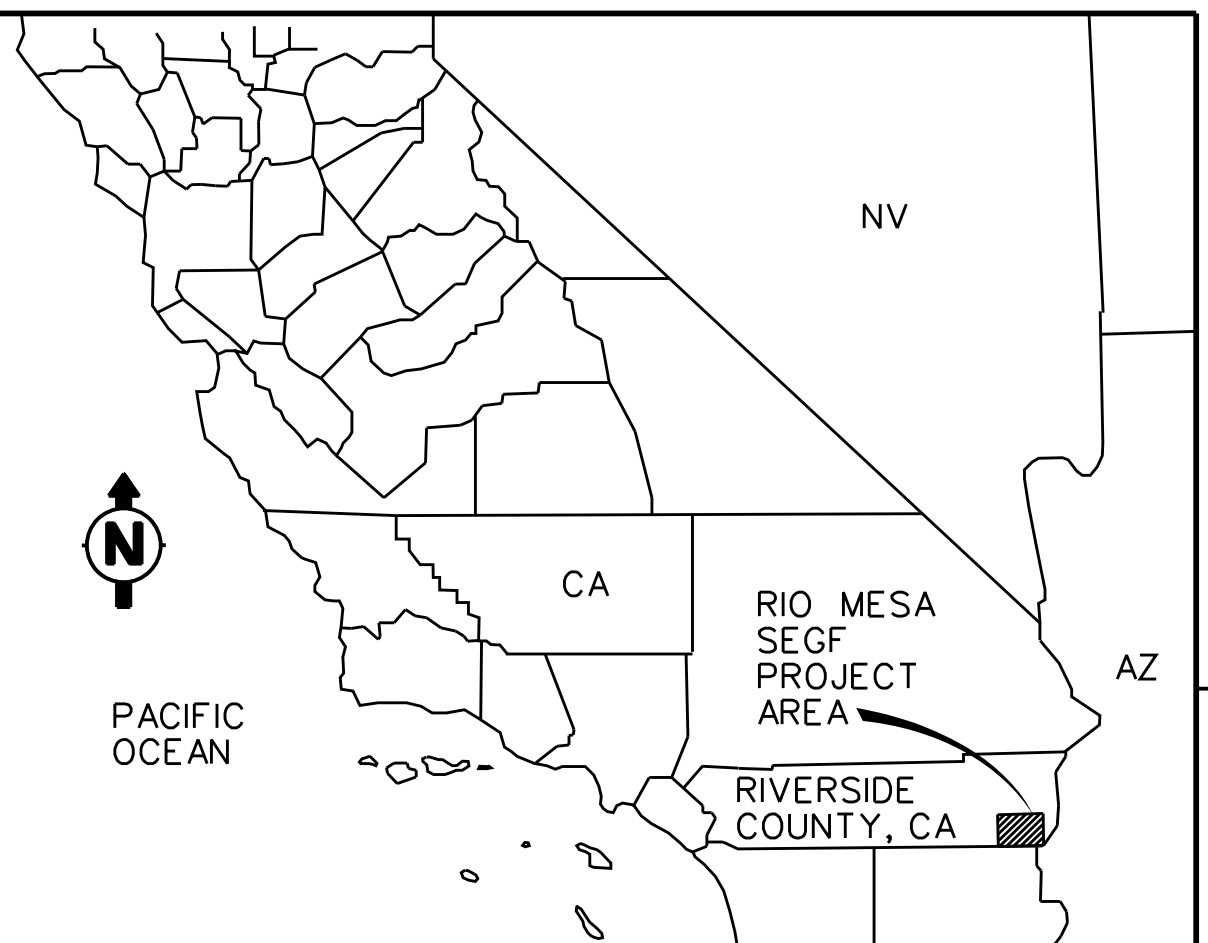 NV
N
CA
RIO MESA
SEGF
PROJECT
AREA
AZ
PACIFIC
OCEAN
RIVERSIDE
COUNTY, CA